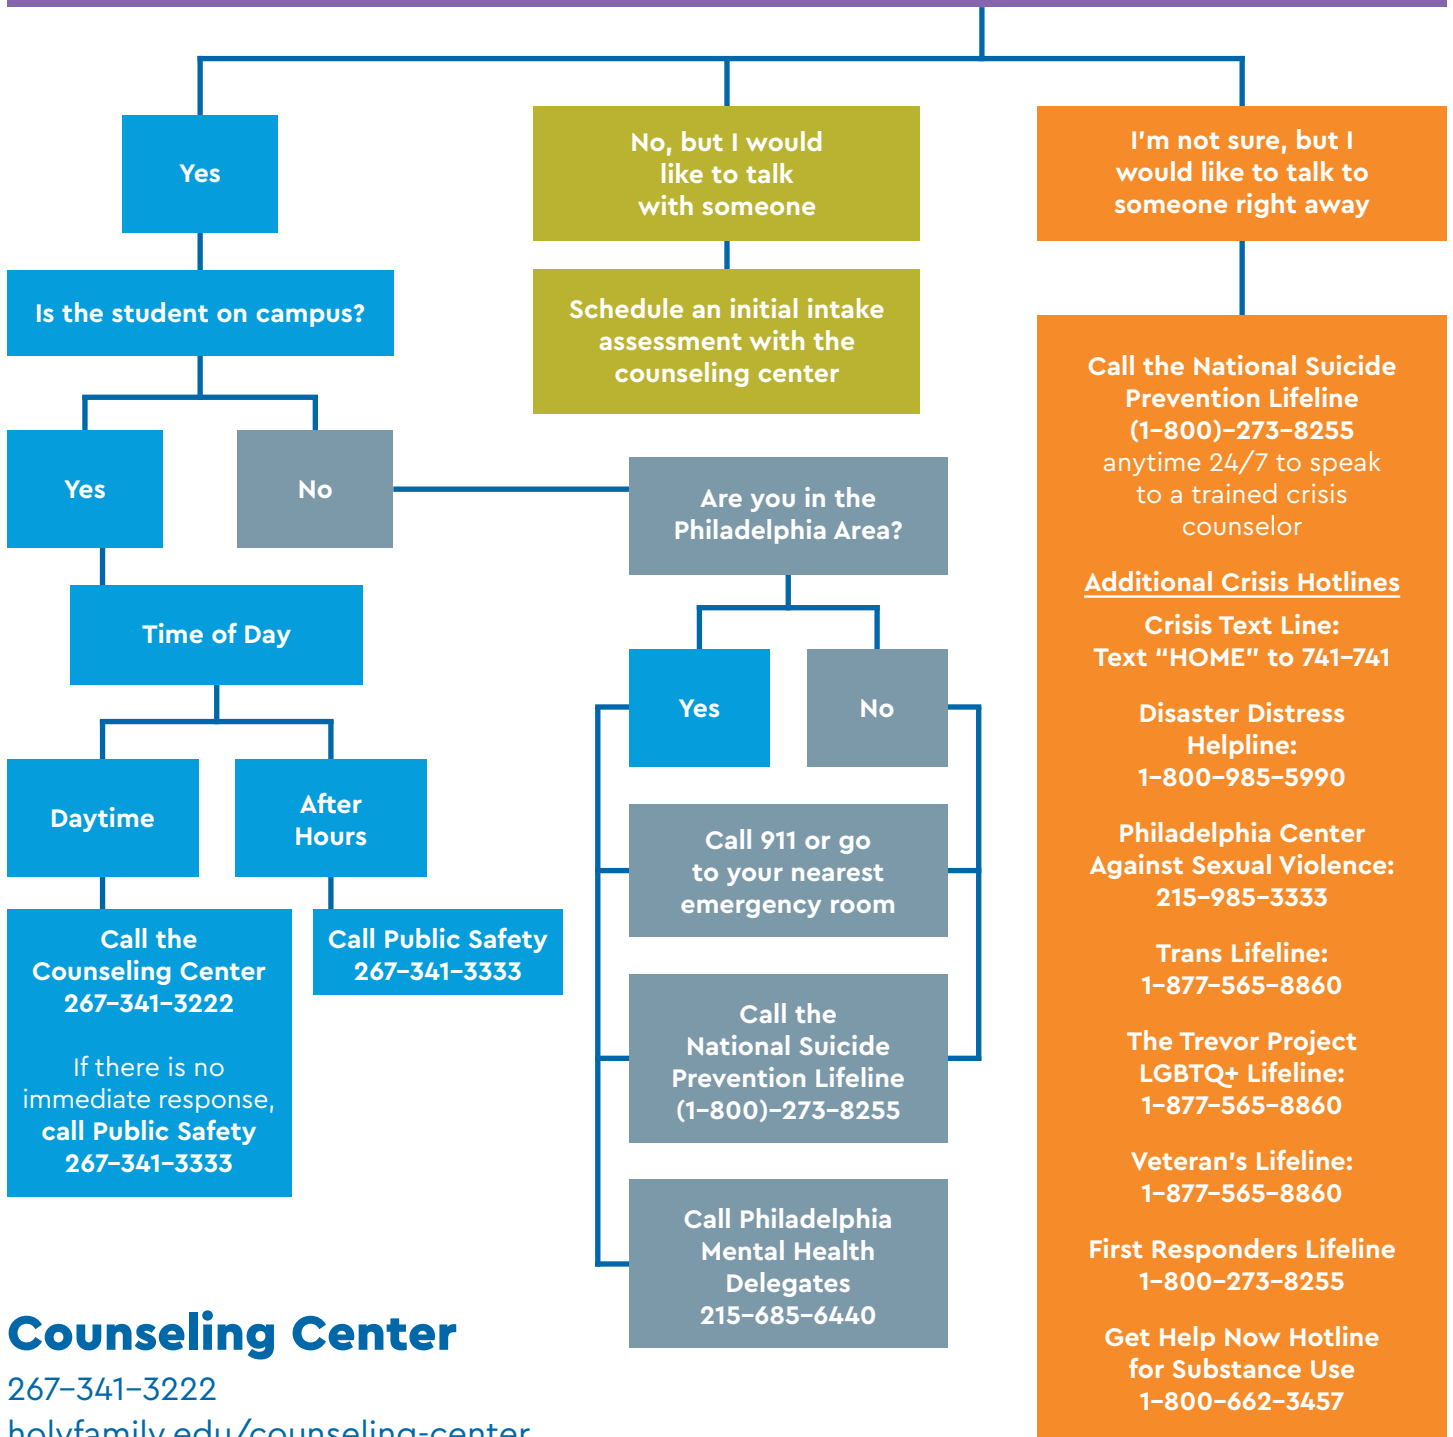 Yes
No, but I would
like to talk
with someone
I'm not sure, but I
would like to talk to
someone right away
Is the student on campus?
Schedule an initial intake
assessment with the
counseling center
Yes
No
Are you in the
Philadelphia Area?
Time of Day
Yes
No
Daytime
After
Hours
Call the
Counseling Center
267-341-3222
If there is no
immediate response,
call Public Safety
267-341-3333
Call Public Safety
267-341-3333
Call 911 or go
to your nearest
emergency room
Call the
National Suicide
Prevention Lifeline
(1-800)-273-8255
Call Philadelphia
Mental Health
Delegates
215-685-6440
Call the National Suicide
Prevention Lifeline
(1-800)-273-8255
anytime 24/7 to speak
to a trained crisis
counselor
Additional Crisis Hotlines
Crisis Text Line:
Text “HOME” to 741-741
Disaster Distress
Helpline:
1-800-985-5990
Philadelphia Center
Against Sexual Violence:
215-985-3333
Trans Lifeline:
1-877-565-8860
The Trevor Project
LGBTQ+ Lifeline:
1-877-565-8860
Veteran's Lifeline:
1-877-565-8860
First Responders Lifeline
1-800-273-8255
Get Help Now Hotline
for Substance Use
1-800-662-3457
Counseling Center
267-341-3222
holyfamily.edu/counseling-center